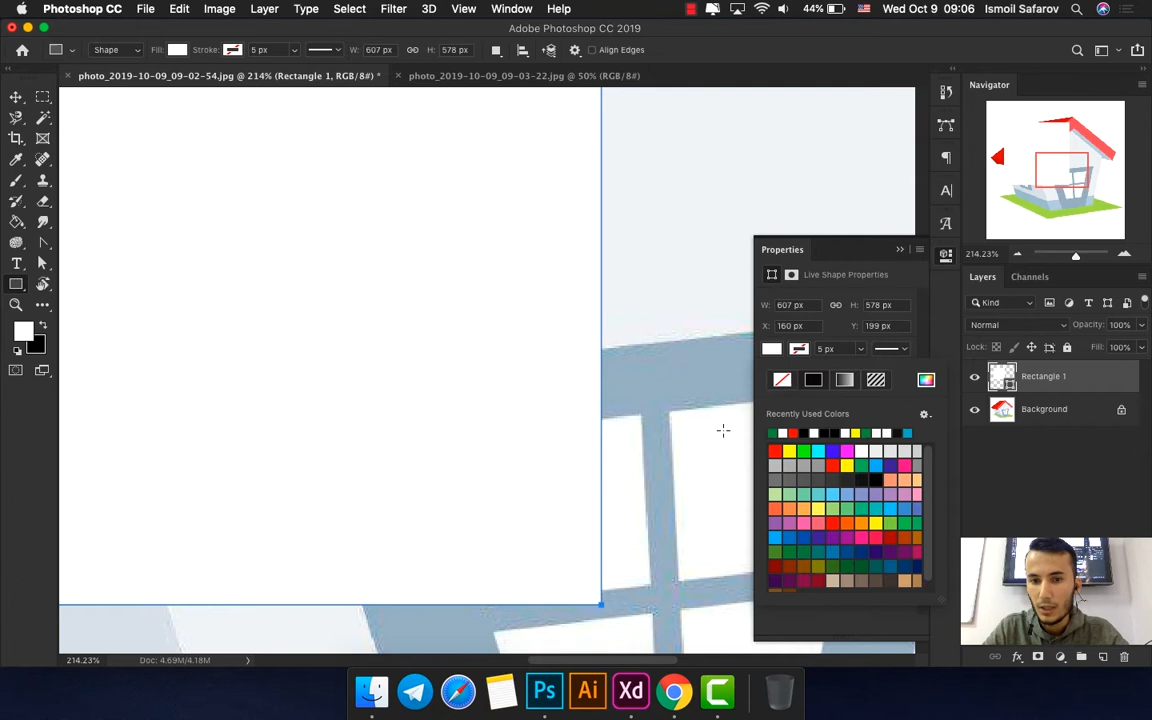 Photoshop CC File Edit Image Layer Type Select Filter 3D View Window Help 44% Wed Oct 9 09:06 Ismoil Safarov
Adobe Photoshop CC 2019
Shape Fill: Stroke: 5 px W: 607 px H: 578 px Align Edges
photo_2019-10-09_09-02-54.jpg @ 214% (Rectangle 1, RGB/8#) * photo_2019-10-09_09-03-22.jpg @ 50% (RGB/8#)
Navigator
214.23%
Properties
Live Shape Properties
W: 607 px H: 578 px
X: 160 px Y: 199 px
5 px
Recently Used Colors
Layers Channels
Kind
Normal Opacity: 100%
Lock: Fill: 100%
Rectangle 1
Background
214.23% Doc: 4.69M/4.18M
Ps Ai Xd C